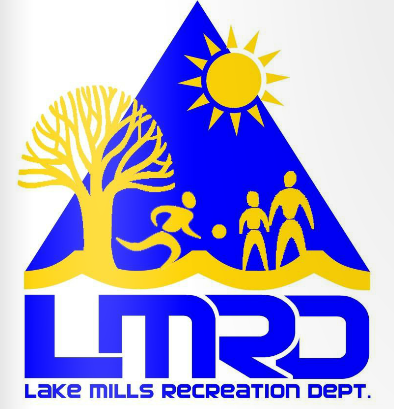 LMRD
Lake Mills Recreation Dept.